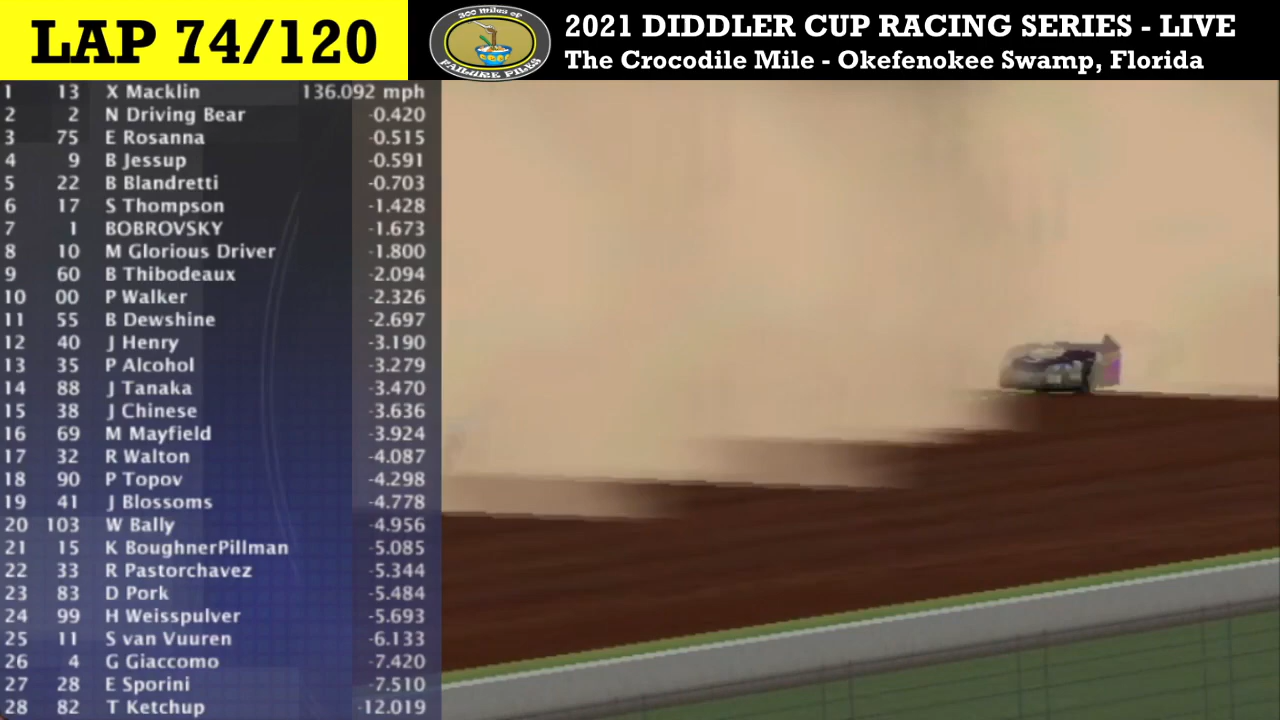 LAP 74/120
300 Miles of
FAILURE PILES
2021 DIDDLER CUP RACING SERIES - LIVE
The Crocodile Mile - Okefenokee Swamp, Florida
1 13 X Macklin 136.092 mph
2 2 N Driving Bear -0.420
3 75 E Rosanna -0.515
4 9 B Jessup -0.591
5 22 B Blandretti -0.703
6 17 S Thompson -1.428
7 1 BOBROVSKY -1.673
8 10 M Glorious Driver -1.800
9 60 B Thibodeaux -2.094
10 00 P Walker -2.326
11 55 B Dewshine -2.697
12 40 J Henry -3.190
13 35 P Alcohol -3.279
14 88 J Tanaka -3.470
15 38 J Chinese -3.636
16 69 M Mayfield -3.924
17 32 R Walton -4.087
18 90 P Topov -4.298
19 41 J Blossoms -4.778
20 103 W Bally -4.956
21 15 K BoughnerPillman -5.085
22 33 R Pastorchavez -5.344
23 83 D Pork -5.484
24 99 H Weisspulver -5.693
25 11 S van Vuuren -6.133
26 4 G Giaccomo -7.420
27 28 E Sporini -7.510
28 82 T Ketchup -12.019